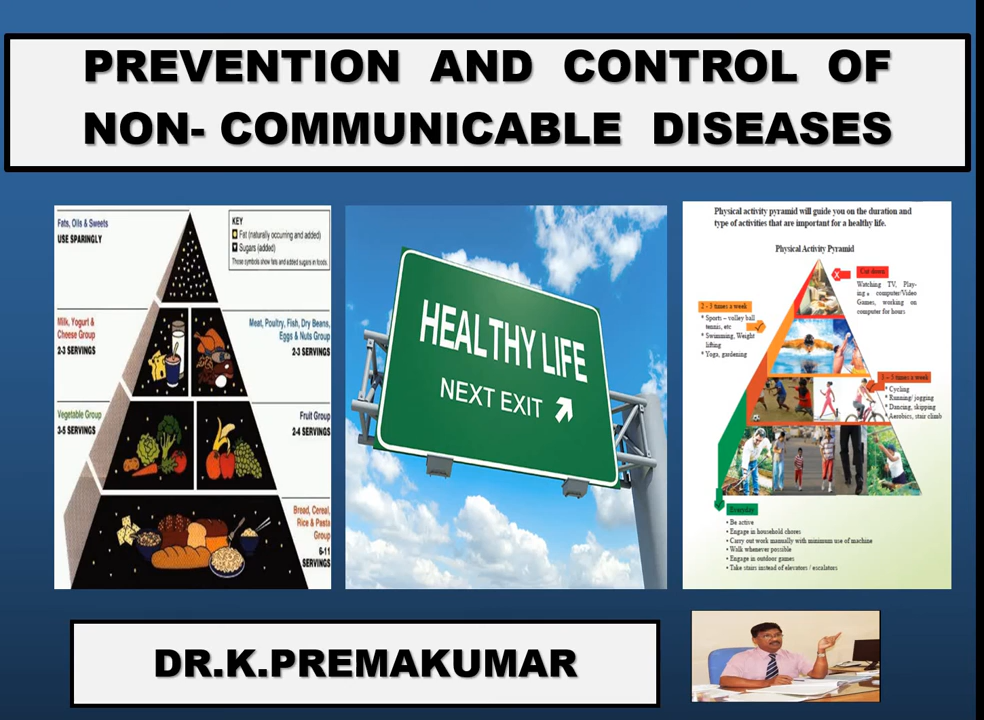 PREVENTION AND CONTROL OF
NON- COMMUNICABLE DISEASES
Fats, Oils & Sweets
USE SPARINGLY
KEY
Fat (naturally occurring and added)
Sugars (added)
These symbols show fats and added sugars in foods.
Milk, Yogurt &
Cheese Group
2-3 SERVINGS
Meat, Poultry, Fish, Dry Beans,
Eggs & Nuts Group
2-3 SERVINGS
Vegetable Group
3-5 SERVINGS
Fruit Group
2-4 SERVINGS
Bread, Cereal,
Rice & Pasta
Group
6-11
SERVINGS
HEALTHY LIFE
NEXT EXIT
Physical activity pyramid will guide you on the duration and
type of activities that are important for a healthy life.
Physical Activity Pyramid
Cut down
Watching TV, Play-
ing computer/Video
Games, working on
computer for hours
2 - 3 times a week
* Sports – volley ball
tennis, etc
* Swimming, Weight
lifting
* Yoga, gardening
times a week
* Cycling
* Running/ jogging
* Dancing, skipping
* Aerobics, stair climb
Everyday
• Be active
• Engage in household chores
• Carry out work manually with minimum use of machine
• Walk whenever possible
• Engage in outdoor games
• Take stairs instead of elevators / escalators
DR.K.PREMAKUMAR